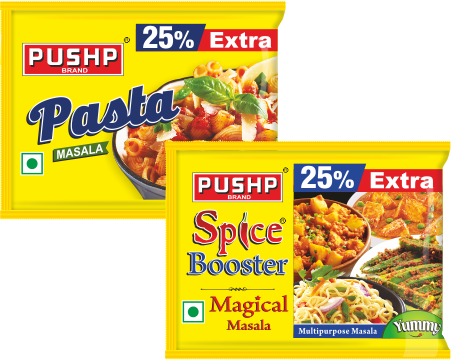 PUSHP®
BRAND
25% Extra
Pasta
MASALA
PUSHP®
BRAND
25% Extra
Spice®
Booster
Magical
Masala
Multipurpose Masala
Yummy